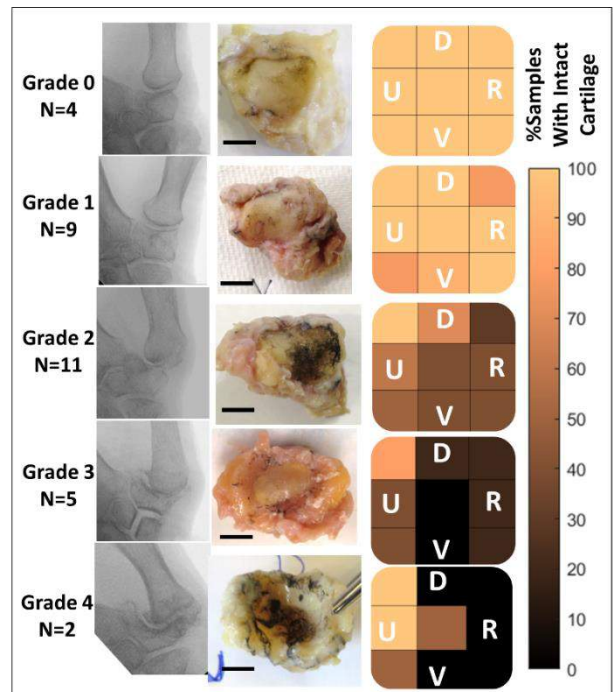 Grade 0
N=4
D
U R
V
%Samples
With Intact
Cartilage
Grade 1
N=9
D
U R
V
100
90
80
70
60
50
40
30
20
10
0
Grade 2
N=11
D
U R
V
Grade 3
N=5
D
U R
V
Grade 4
N=2
D
U R
V